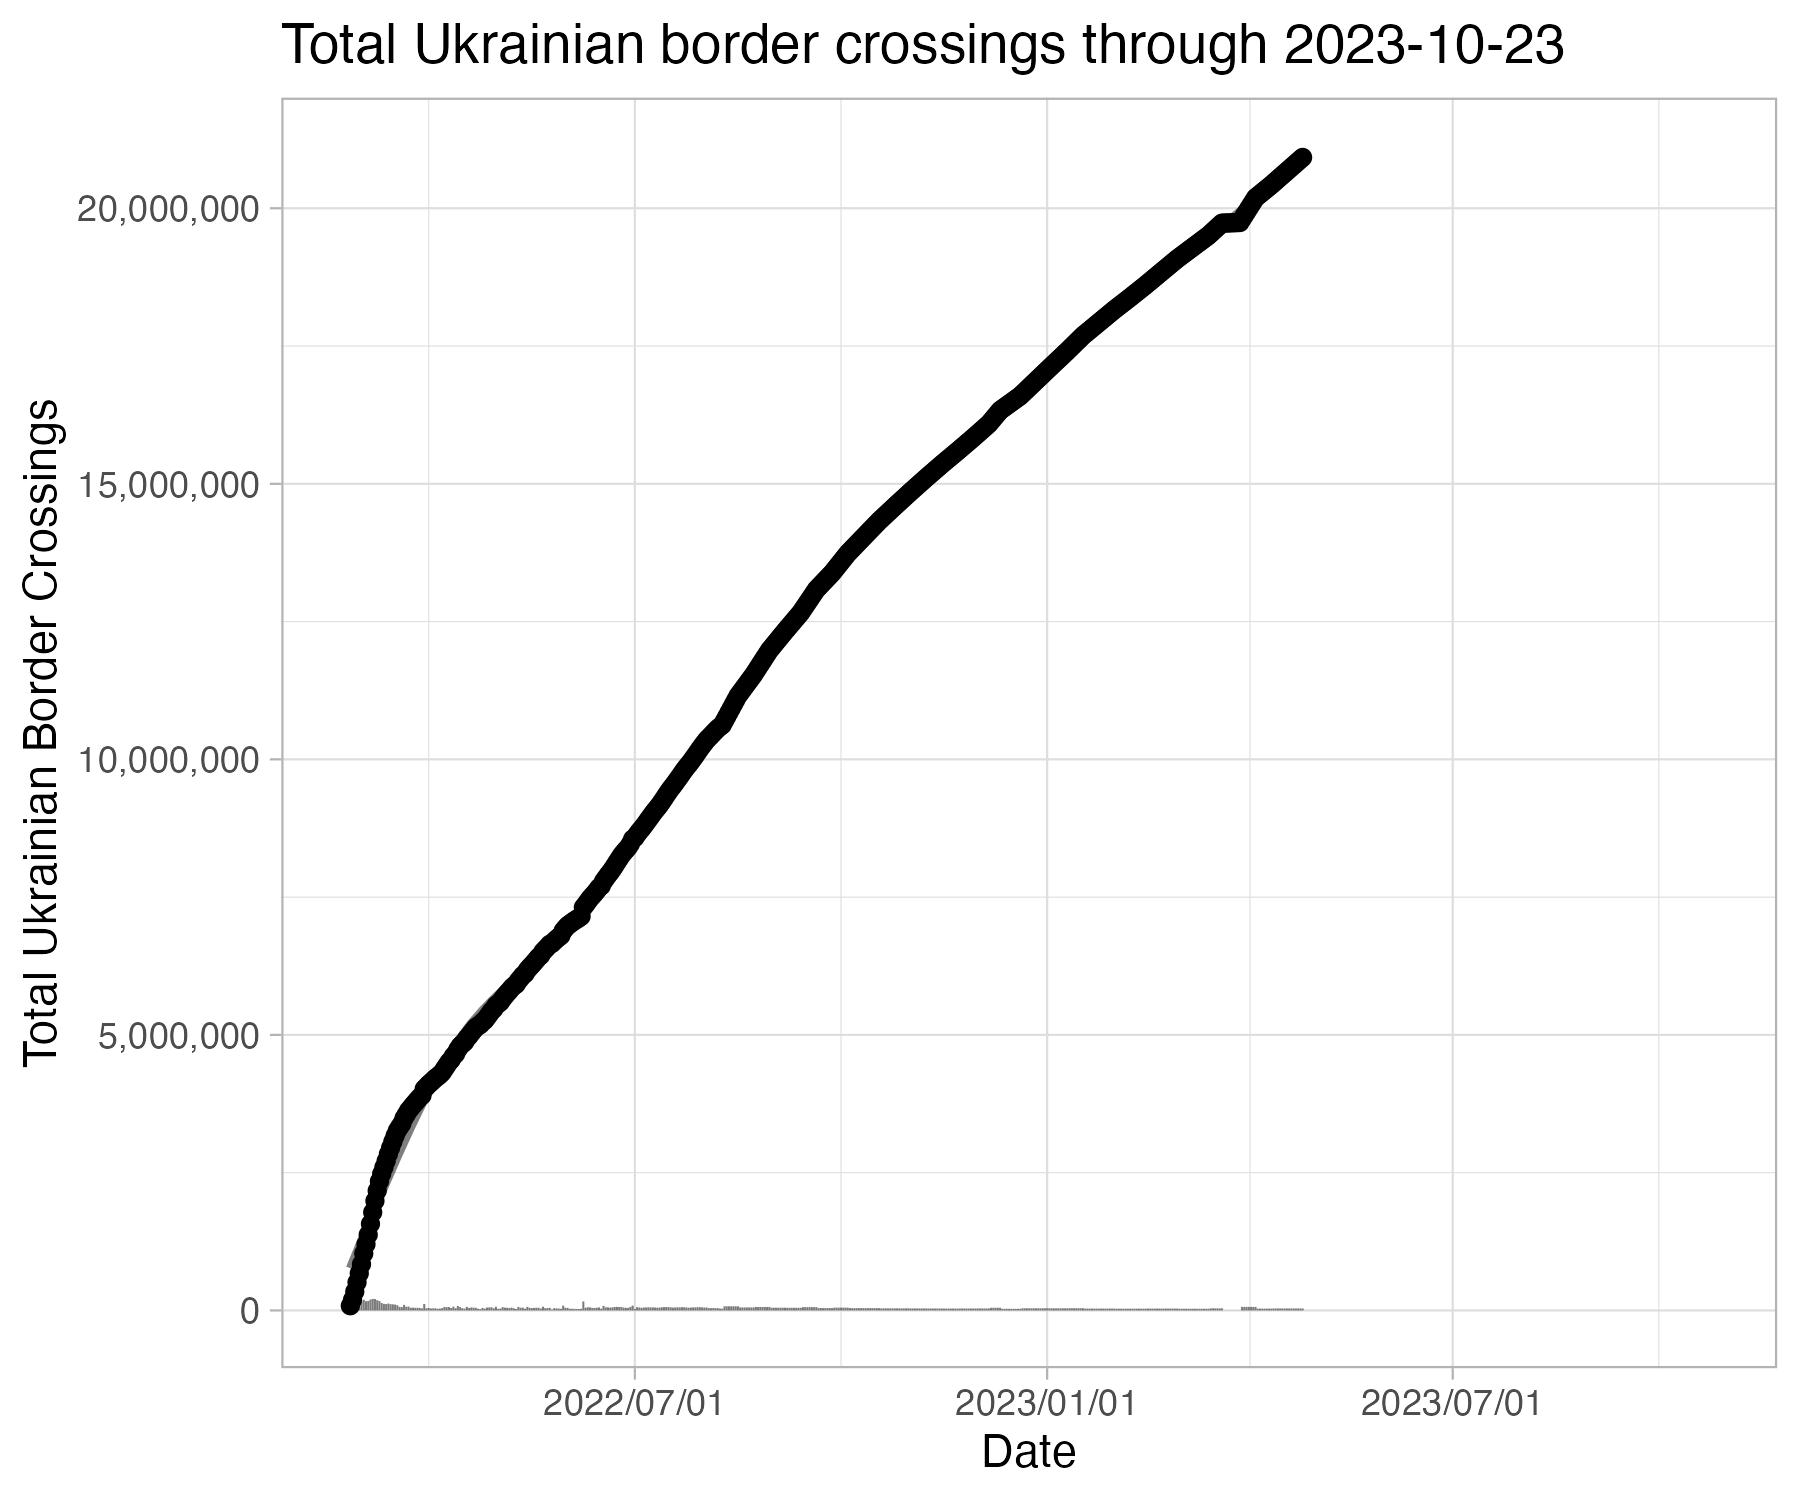 Total Ukrainian border crossings through 2023-10-23
Total Ukrainian Border Crossings
20,000,000
15,000,000
10,000,000
5,000,000
0
2022/07/01
2023/01/01
2023/07/01
Date